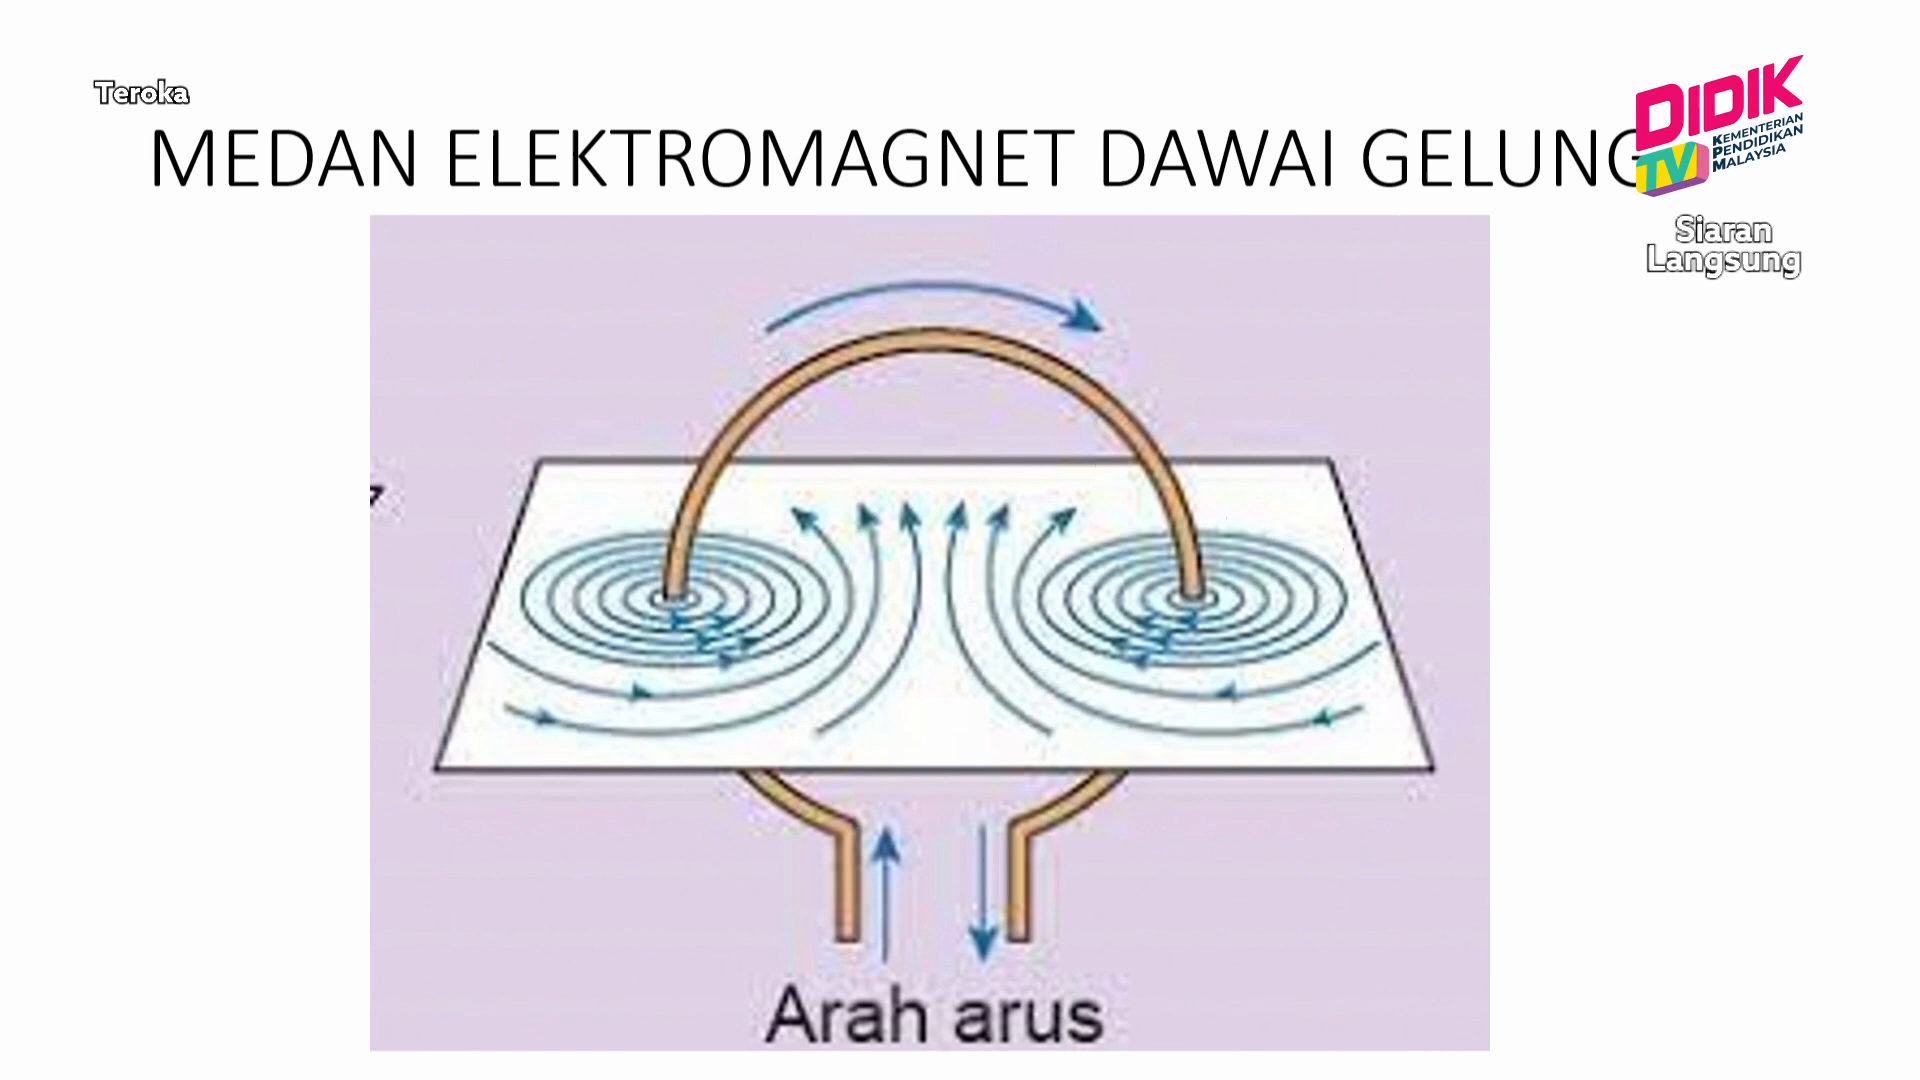 Teroka
MEDAN ELEKTROMAGNET DAWAI GELUNG
DIDIK
TV
KEMENTERIAN
PENDIDIKAN
MALAYSIA
Siaran
Langsung
Arah arus